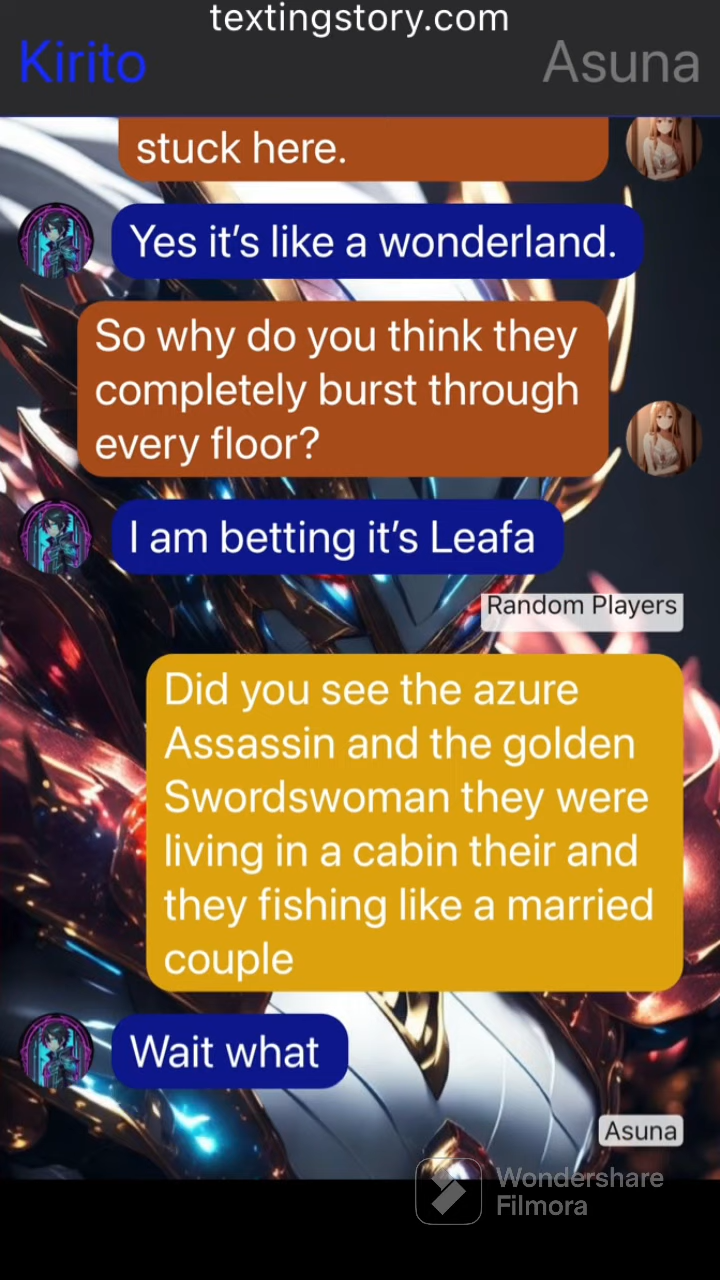 textingstory.com
Kirito
Asuna
stuck here.
Yes it’s like a wonderland.
So why do you think they
completely burst through
every floor?
I am betting it’s Leafa
Random Players
Did you see the azure
Assassin and the golden
Swordswoman they were
living in a cabin their and
they fishing like a married
couple
Wait what
Asuna
Wondershare
Filmora